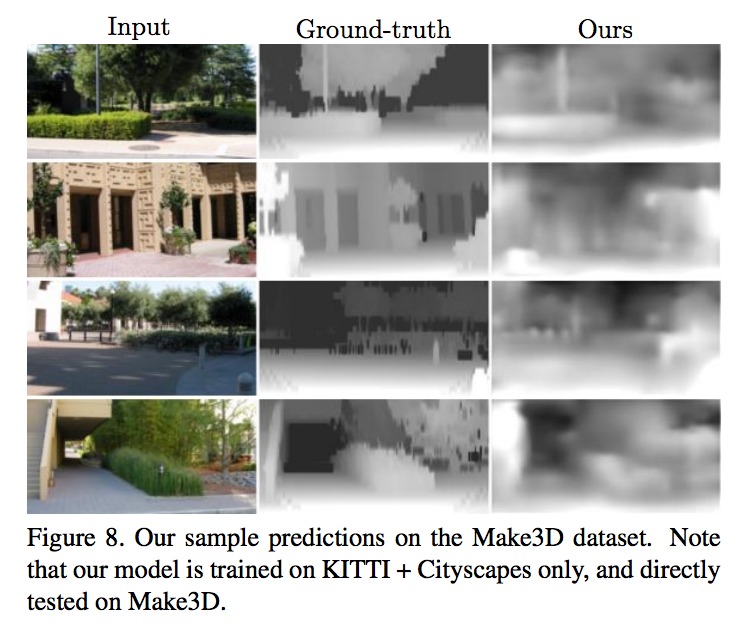 Input Ground-truth Ours
Figure 8. Our sample predictions on the Make3D dataset. Note
that our model is trained on KITTI + Cityscapes only, and directly
tested on Make3D.